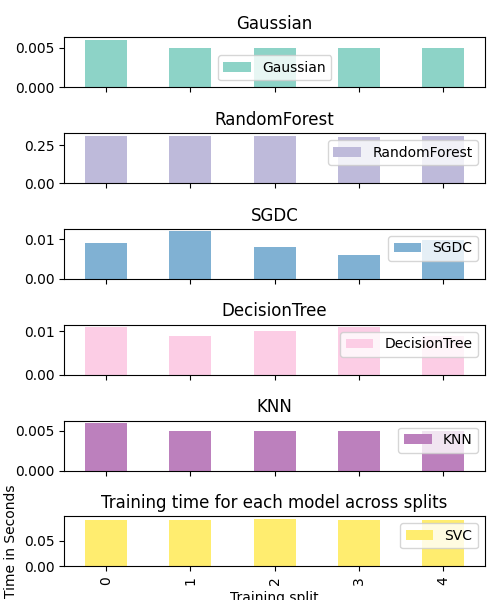 Gaussian
0.005
0.000
Gaussian
RandomForest
0.25
0.00
RandomForest
SGDC
0.01
0.00
SGDC
DecisionTree
0.01
0.00
DecisionTree
KNN
0.005
0.000
KNN
Training time for each model across splits
Time in Seconds
0.05
0.00
SVC
0 1 2 3 4
Training split